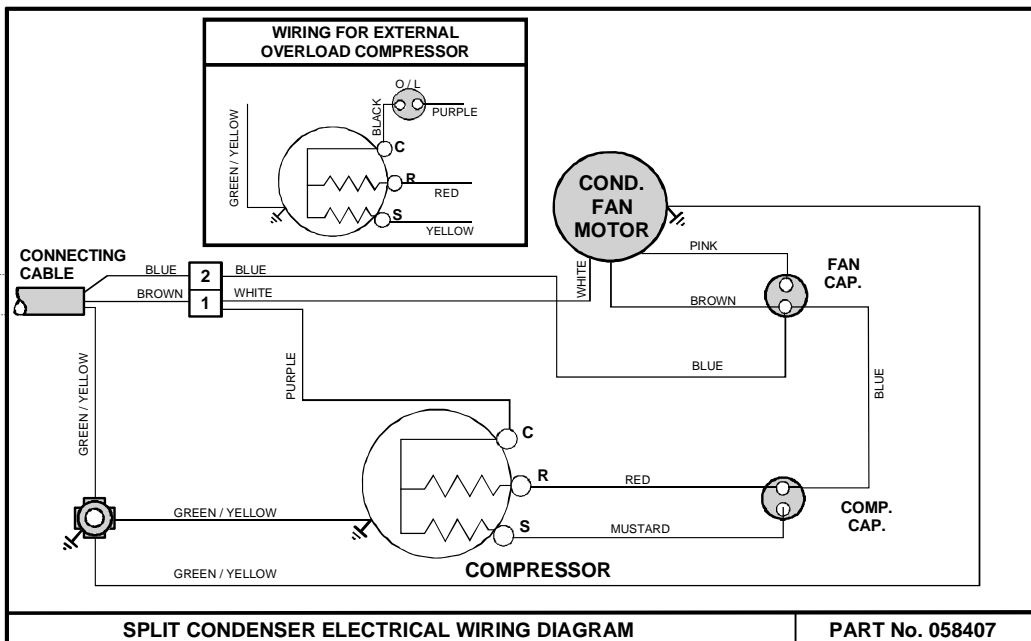 WIRING FOR EXTERNAL
OVERLOAD COMPRESSOR
O / L
PURPLE
BLACK
GREEN / YELLOW
C
R
RED
S
YELLOW
COND.
FAN
MOTOR
PINK
FAN
CAP.
WHITE
BROWN
CONNECTING
CABLE
BLUE
2
BLUE
BROWN
1
WHITE
BLUE
BLUE
GREEN / YELLOW
PURPLE
C
R
RED
COMP.
CAP.
GREEN / YELLOW
S
MUSTARD
COMPRESSOR
GREEN / YELLOW
SPLIT CONDENSER ELECTRICAL WIRING DIAGRAM
PART No. 058407